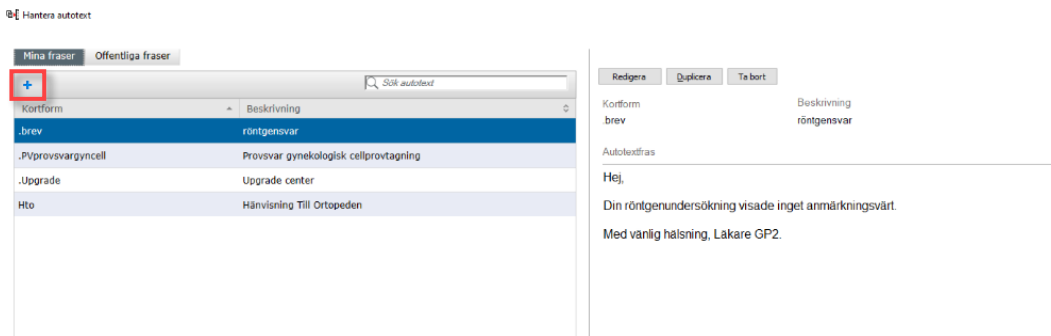 Hantera autotext
Mina fraser Offentliga fraser
+ Sök autotext
Kortform Beskrivning
.brev röntgensvar
.PVprovsvargyncell Provsvar gynekologisk cellprovtagning
.Upgrade Upgrade center
Hto Hänvisning Till Ortopeden
Redigera Duplicera Ta bort
Kortform Beskrivning
.brev röntgensvar
Autotextfras
Hej,
Din röntgenundersökning visade inget anmärkningsvärt.
Med vänlig hälsning, Läkare GP2.